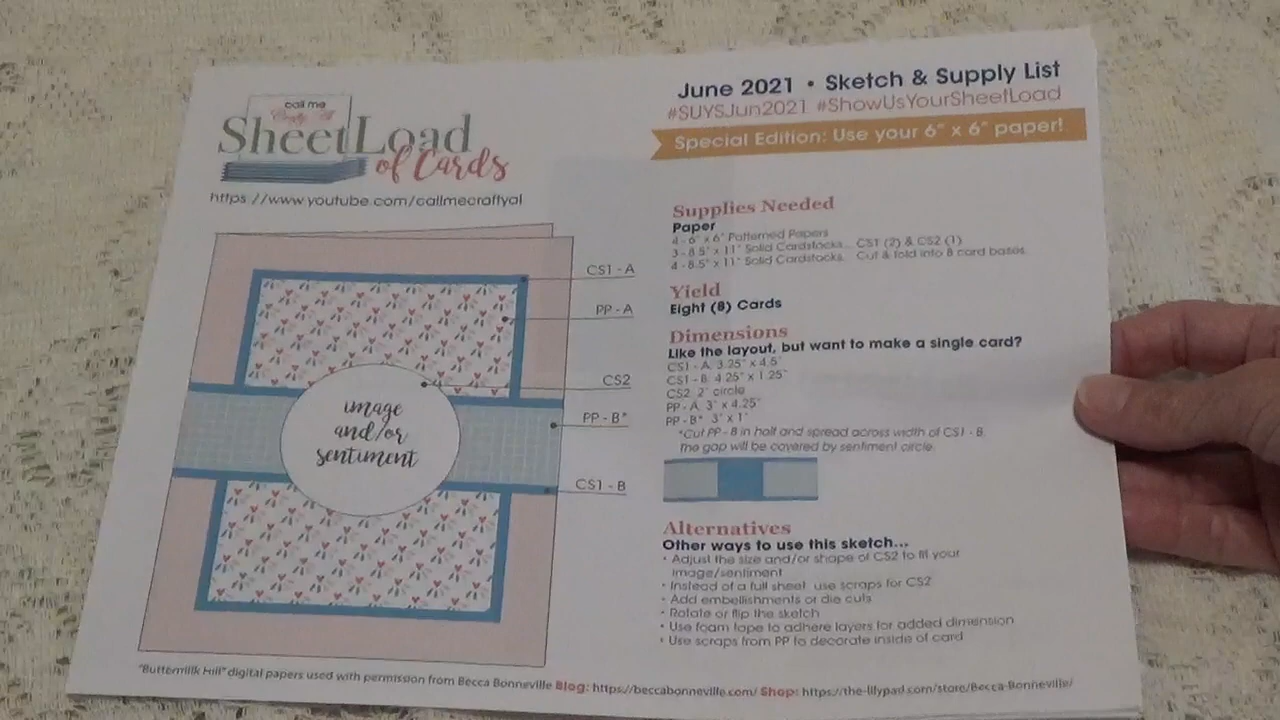 call me
Crafty Al
SheetLoad
of Cards
https://www.youtube.com/callmecraftyal
June 2021 • Sketch & Supply List
#SUYSJun2021 #ShowUsYourSheetLoad
Special Edition: Use your 6" x 6" paper!
CS1 - A
PP - A
CS2
PP - B*
CS1 - B
image
and/or
sentiment
Supplies Needed
Paper
4 - 6" x 6" Patterned Papers
3 - 8.5" x 11" Solid Cardstocks... CS1 (2) & CS2 (1)
4 - 8.5" x 11" Solid Cardstocks. Cut & fold into 8 card bases.
Yield
Eight (8) Cards
Dimensions
Like the layout, but want to make a single card?
CS1 - A: 3.25" x 4.5"
CS1 - B: 4.25" x 1.25"
CS2: 2" circle
PP - A: 3" x 4.25"
PP - B*: 3" x 1"
*Cut PP - B in half and spread across width of CS1 - B.
the gap will be covered by sentiment circle.
Alternatives
Other ways to use this sketch...
• Adjust the size and/or shape of CS2 to fit your
image/sentiment
• Instead of a full sheet, use scraps for CS2
• Add embellishments or die cuts
• Rotate or flip the sketch
• Use foam tape to adhere layers for added dimension
• Use scraps from PP to decorate inside of card
"Buttermilk Hill" digital papers used with permission from Becca Bonneville Blog: https://beccabonneville.com/ Shop: https://the-lilypad.com/store/Becca-Bonneville/